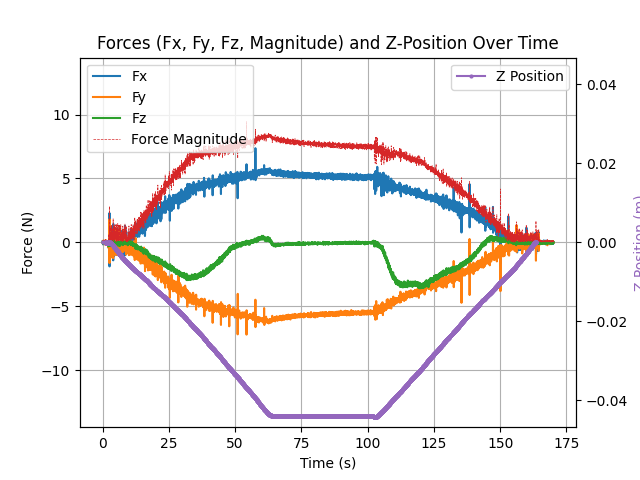 Forces (Fx, Fy, Fz, Magnitude) and Z-Position Over Time
Fx
Fy
Fz
Force Magnitude
Z Position
10
5
0
−5
−10
Force (N)
0.04
0.02
0.00
−0.02
−0.04
Z Position (m)
0 25 50 75 100 125 150 175
Time (s)